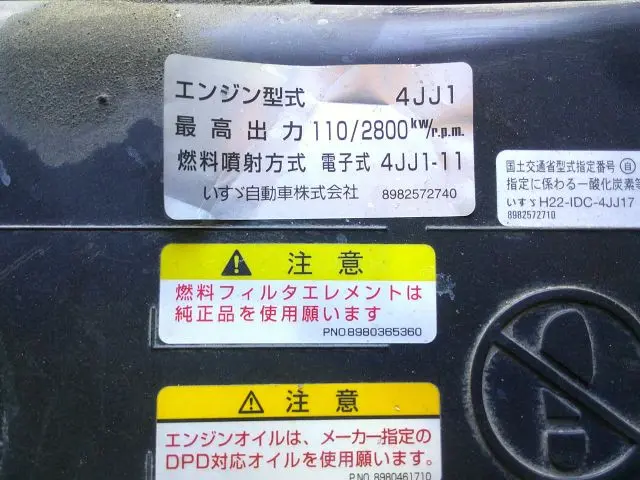 エンジン型式 4JJ1
最高出力 110/2800kW/r.p.m.
燃料噴射方式 電子式 4JJ1-11
いすゞ自動車株式会社 8982572740
国土交通省型式指定番号 自
指定に係わる一酸化炭素等
いすゞ H22-IDC-4JJ17
8982572710
注意
燃料フィルタエレメントは
純正品を使用願います
PNO8980365360
注意
エンジンオイルは、メーカー指定の
DPD対応オイルを使用願います。
P.NO 8980461710